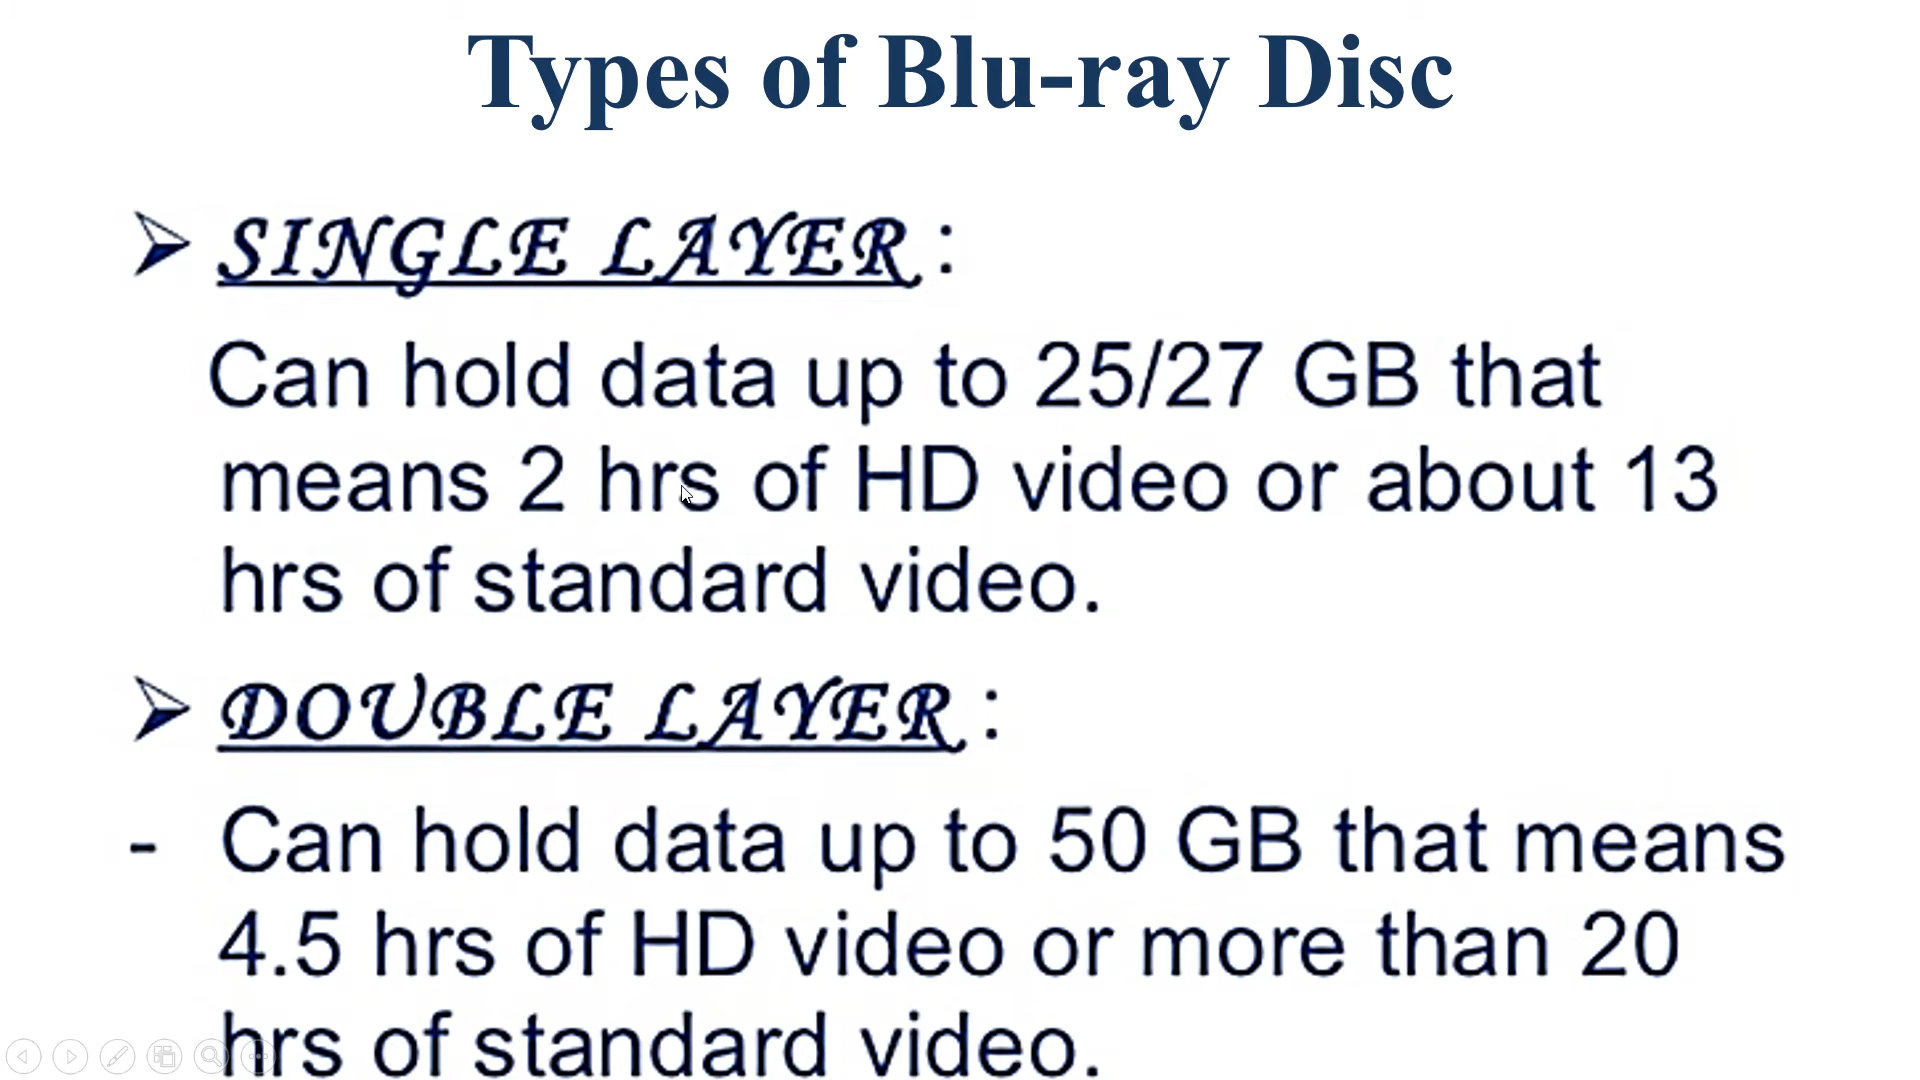 Types of Blu-ray Disc
SINGLE LAYER :
Can hold data up to 25/27 GB that
means 2 hrs of HD video or about 13
hrs of standard video.
DOUBLE LAYER :
- Can hold data up to 50 GB that means
4.5 hrs of HD video or more than 20
hrs of standard video.